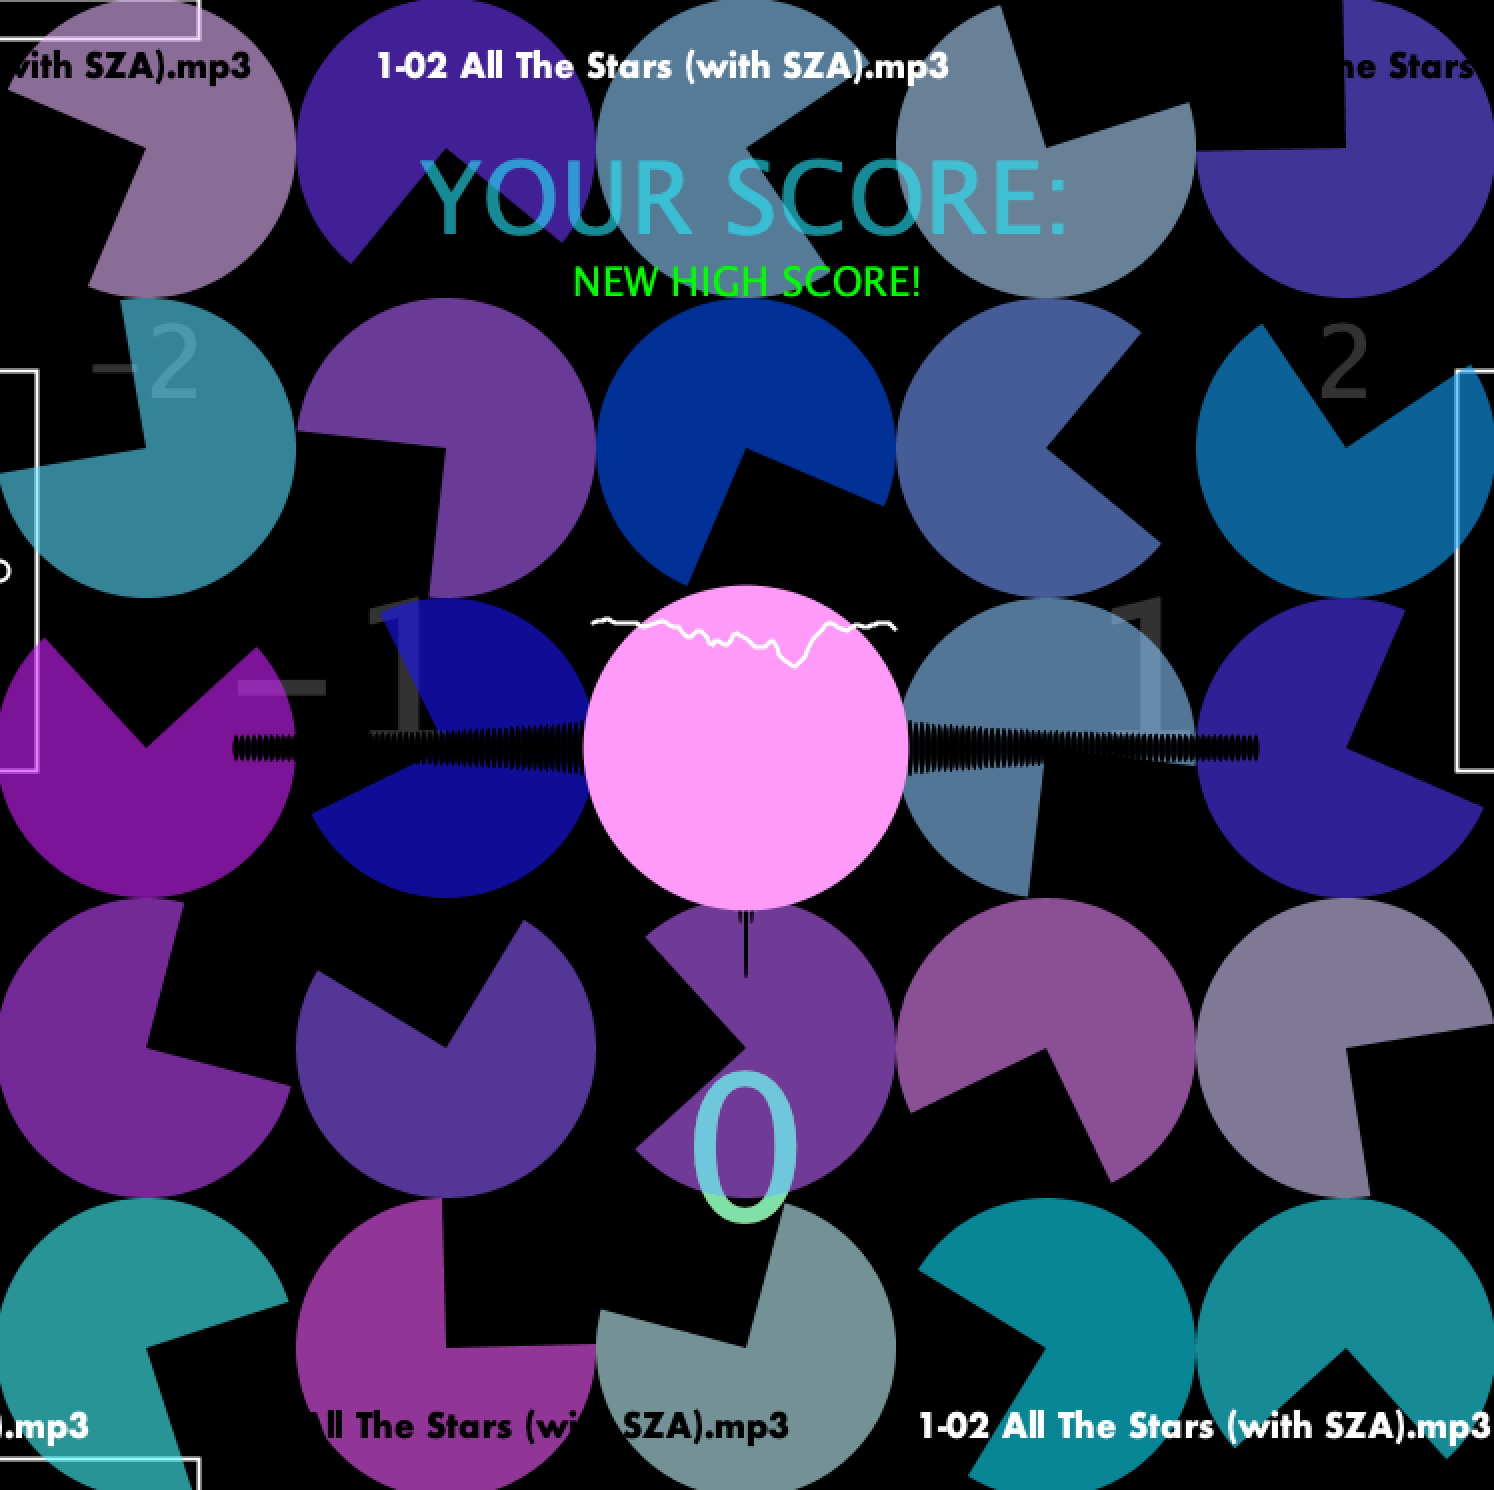 with SZA).mp3 1-02 All The Stars (with SZA).mp3 he Stars
YOUR SCORE:
NEW HIGH SCORE!
-2 2
-1 1
0
).mp3 ll The Stars (wi SZA).mp3 1-02 All The Stars (with SZA).mp3